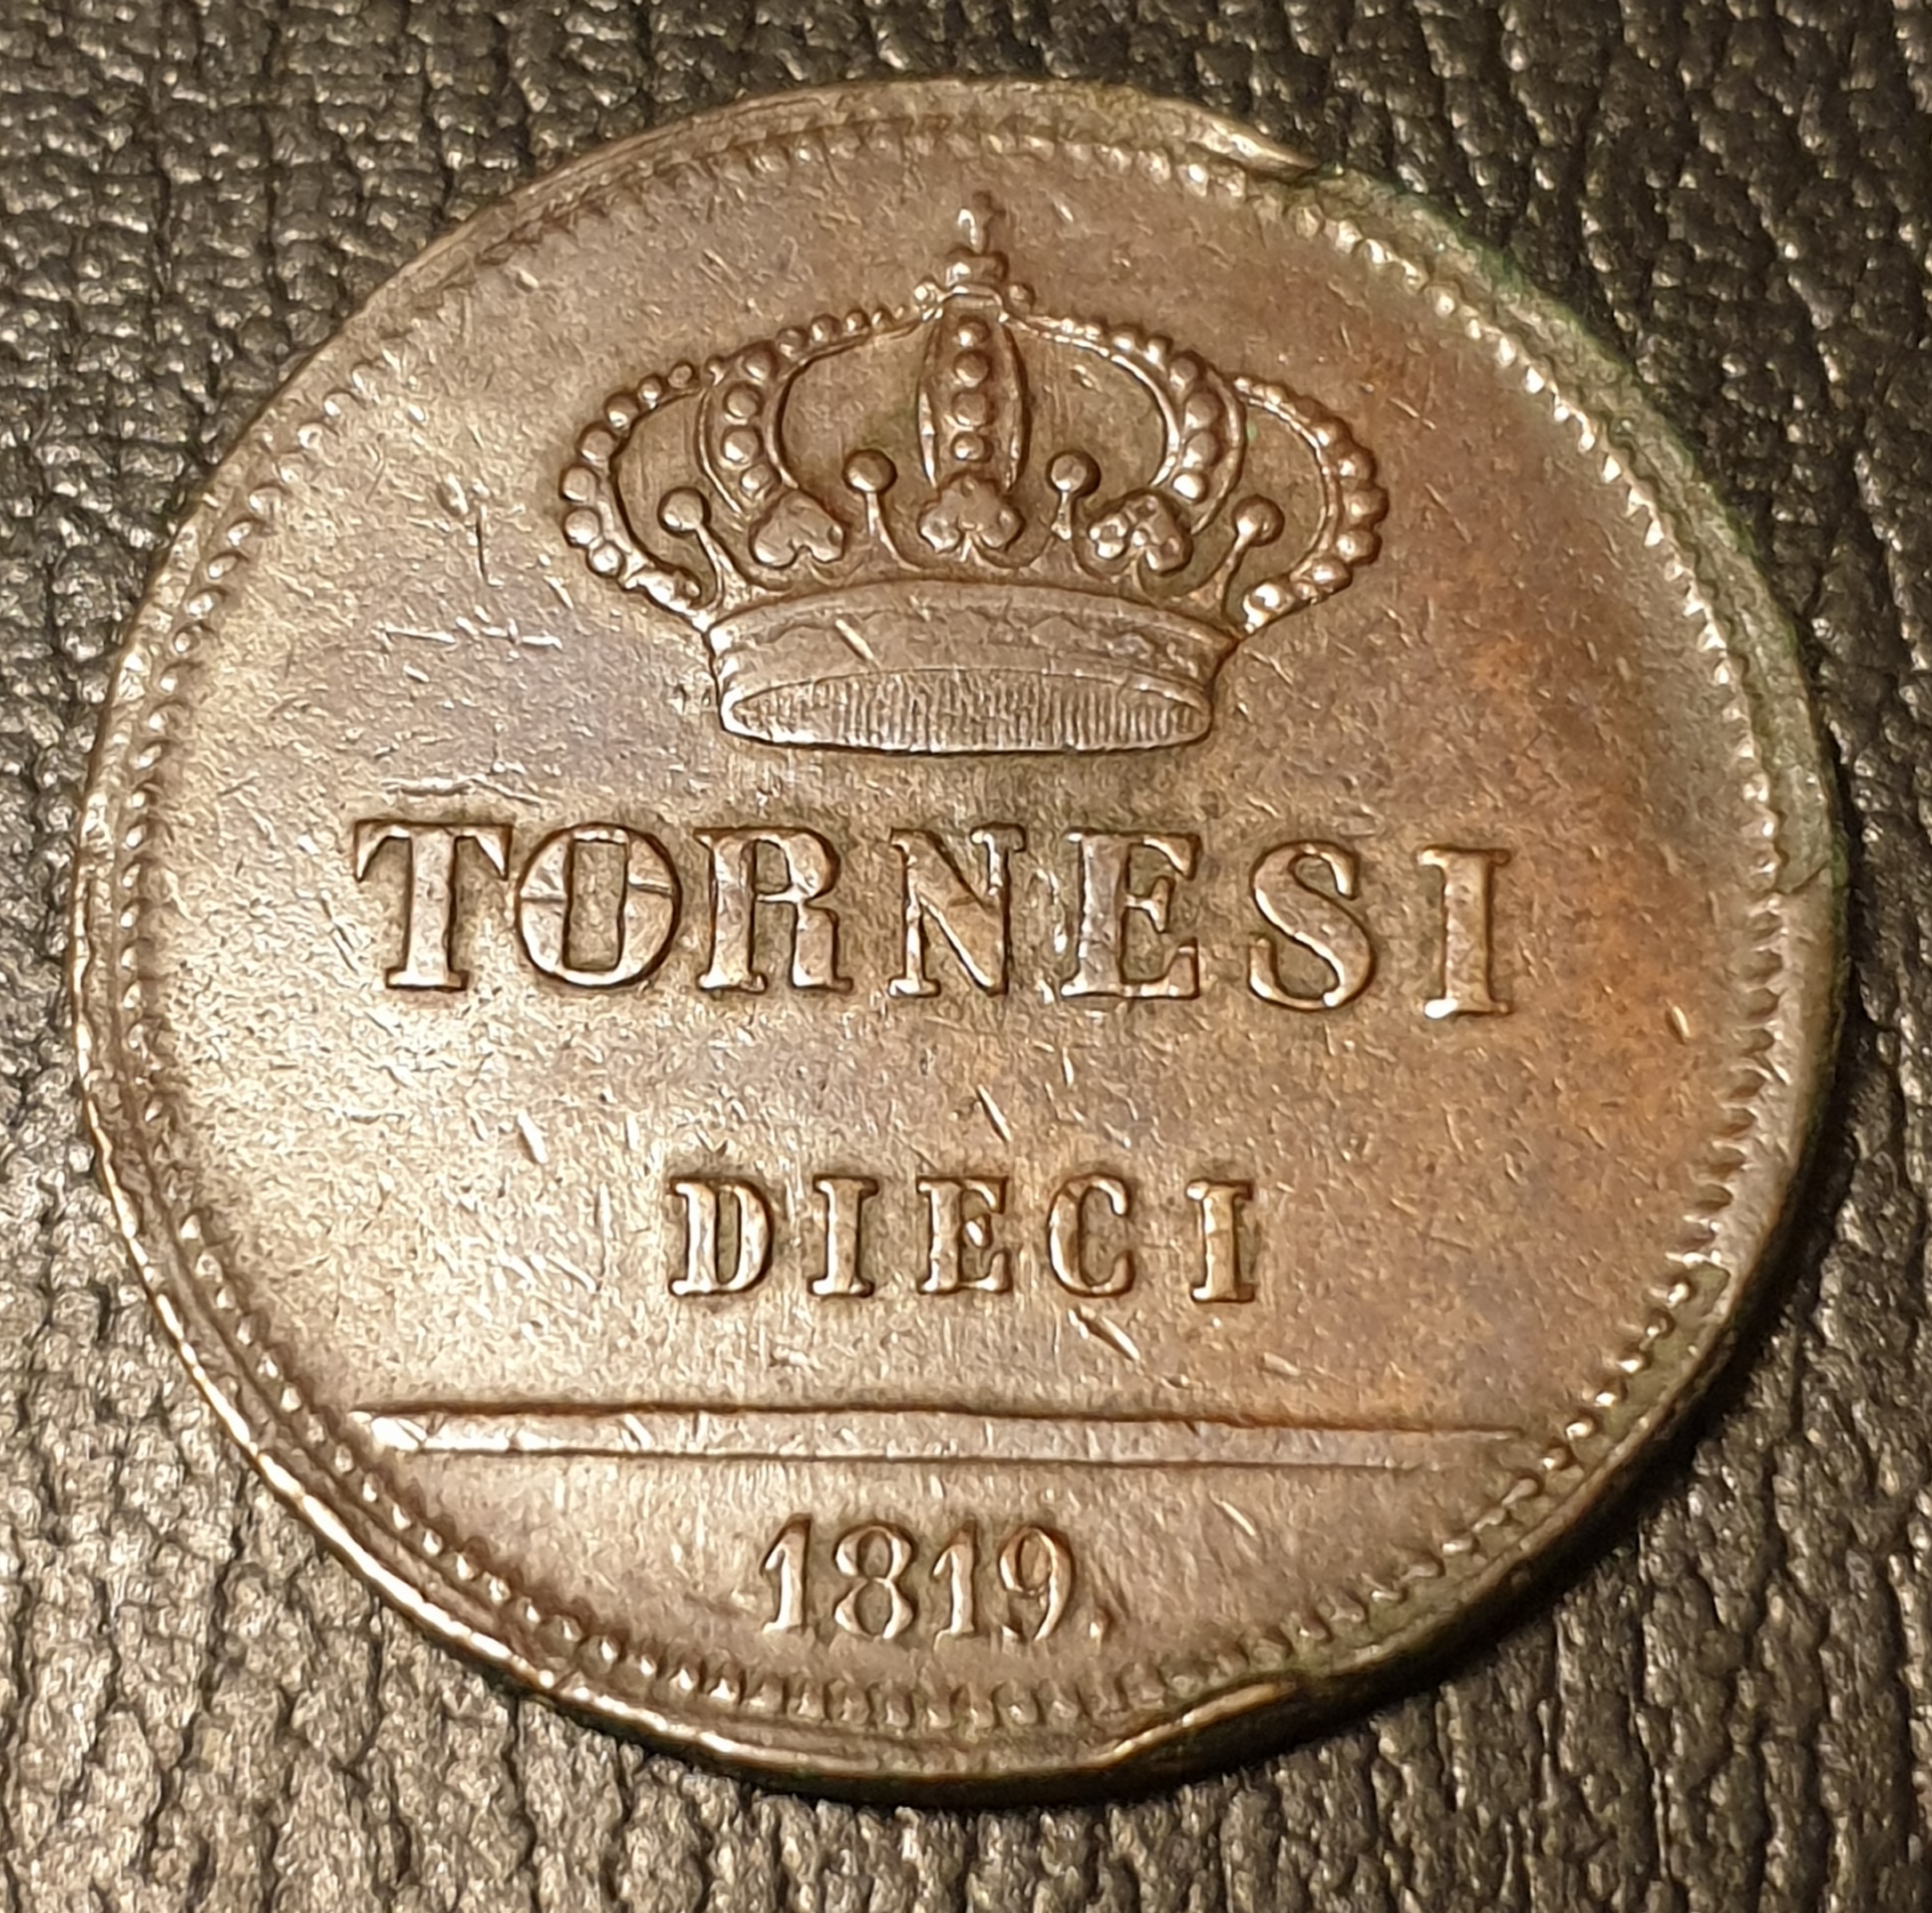 TORNESI
DIECI
1819.